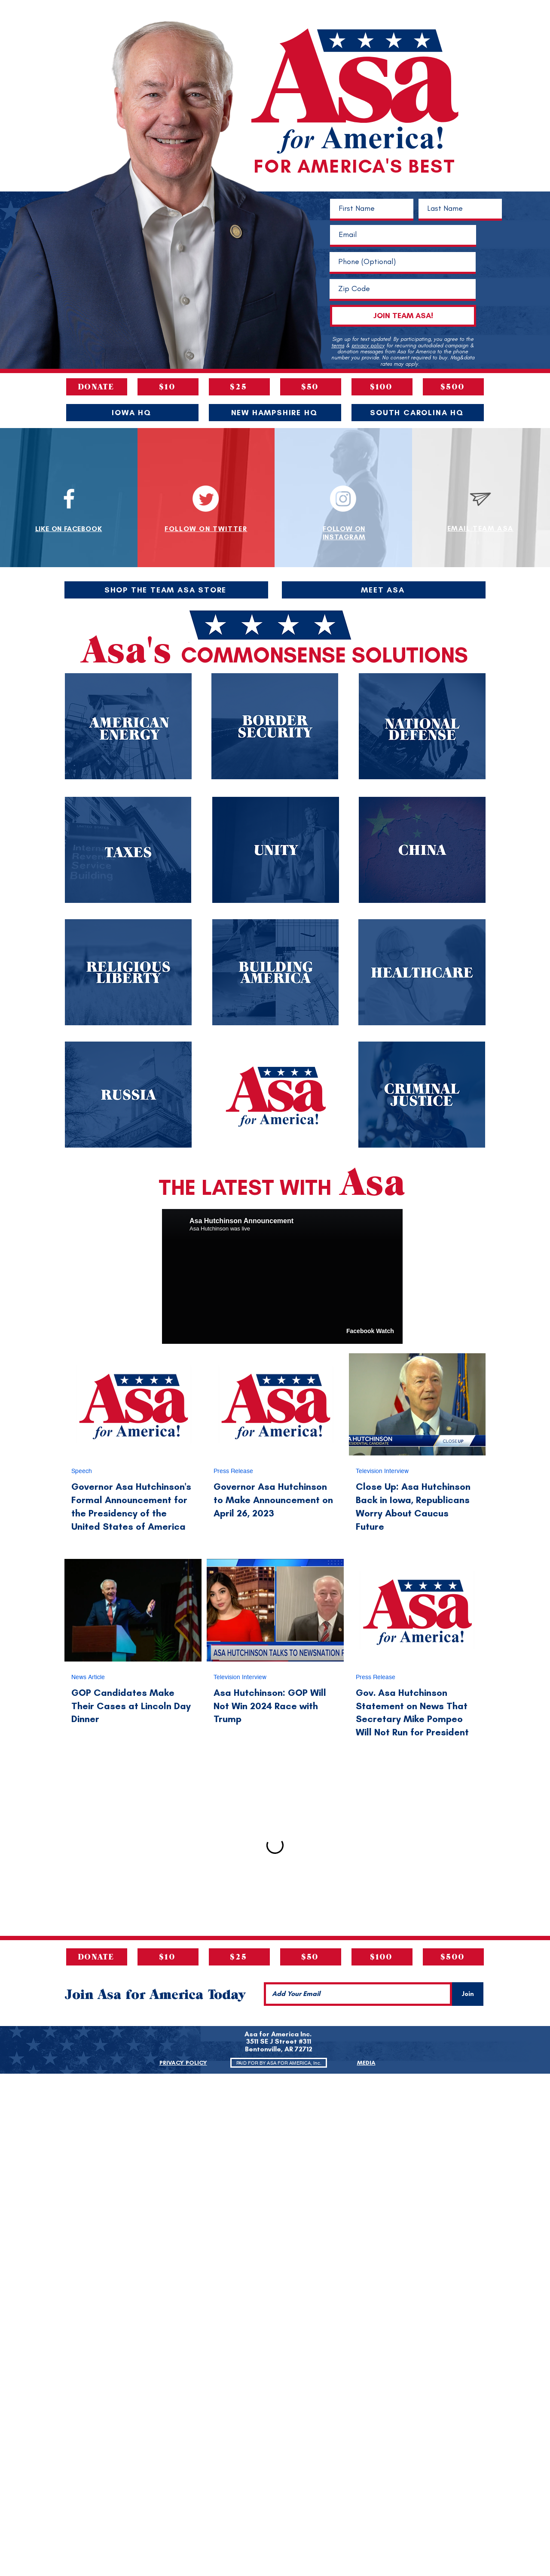 Asa
for America!
FOR AMERICA'S BEST
First Name
Last Name
Email
Phone (Optional)
Zip Code
JOIN TEAM ASA!
Sign up for text updates! By participating, you agree to the
terms & privacy policy for recurring autodialed campaign &
donation messages from Asa for America to the phone
number you provide. No consent required to buy. Msg&data
rates may apply.
DONATE
$10
$25
$50
$100
$500
IOWA HQ
NEW HAMPSHIRE HQ
SOUTH CAROLINA HQ
LIKE ON FACEBOOK
FOLLOW ON TWITTER
FOLLOW ON
INSTAGRAM
EMAIL TEAM ASA
SHOP THE TEAM ASA STORE
MEET ASA
Asa's COMMONSENSE SOLUTIONS
AMERICAN
ENERGY
BORDER
SECURITY
NATIONAL
DEFENSE
Internal
Revenue
Service
Building
TAXES
UNITY
CHINA
RELIGIOUS
LIBERTY
BUILDING
AMERICA
HEALTHCARE
RUSSIA
Asa
for America!
CRIMINAL
JUSTICE
THE LATEST WITH Asa
Asa Hutchinson Announcement
Asa Hutchinson was live
Facebook Watch
Asa
for America!
Asa
for America!
A HUTCHINSON
ESIDENTIAL CANDIDATE
CLOSE UP
Speech
Governor Asa Hutchinson's
Formal Announcement for
the Presidency of the
United States of America
Press Release
Governor Asa Hutchinson
to Make Announcement on
April 26, 2023
Television Interview
Close Up: Asa Hutchinson
Back in Iowa, Republicans
Worry About Caucus
Future
ASA HUTCHINSON TALKS TO NEWSNATION F
Asa
for America!
News Article
GOP Candidates Make
Their Cases at Lincoln Day
Dinner
Television Interview
Asa Hutchinson: GOP Will
Not Win 2024 Race with
Trump
Press Release
Gov. Asa Hutchinson
Statement on News That
Secretary Mike Pompeo
Will Not Run for President
DONATE
$10
$25
$50
$100
$500
Join Asa for America Today
Add Your Email
Join
Asa for America Inc.
3511 SE J Street #311
Bentonville, AR 72712
PRIVACY POLICY
PAID FOR BY ASA FOR AMERICA, Inc.
MEDIA